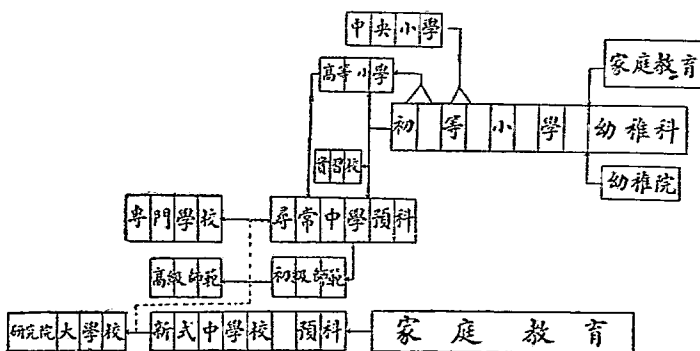 中央小學
高等小學
家庭教育
初等小學 幼稚科
幼稚院
專門學校
尋常中學預科
高級師範
初級師範
研究院大學校
新式中學校 預科
家庭教育